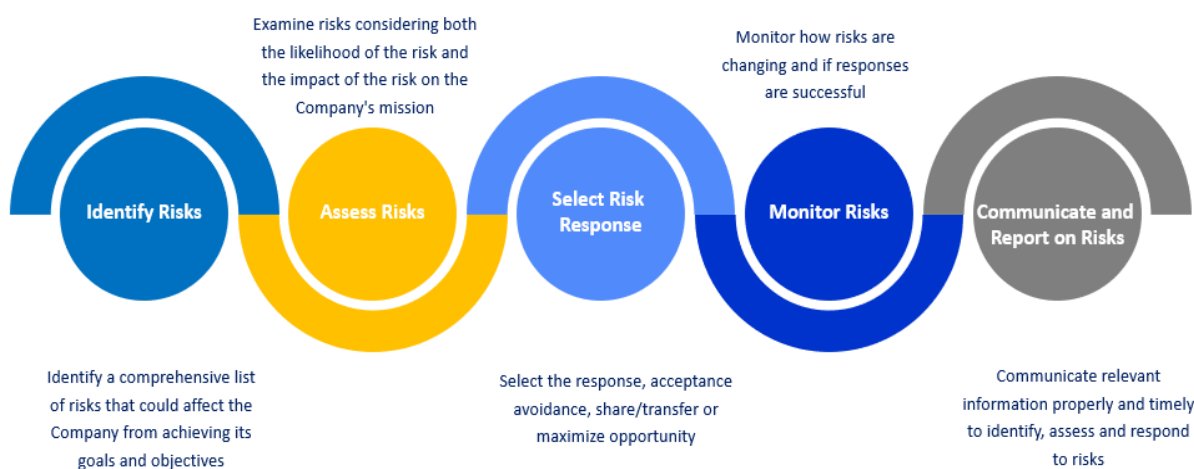 Identify Risks
Identify a comprehensive list
of risks that could affect the
Company from achieving its
goals and objectives
Examine risks considering both
the likelihood of the risk and
the impact of the risk on the
Company's mission
Assess Risks
Select Risk
Response
Select the response, acceptance
avoidance, share/transfer or
maximize opportunity
Monitor how risks are
changing and if responses
are successful
Monitor Risks
Communicate and
Report on Risks
Communicate relevant
information properly and timely
to identify, assess and respond
to risks